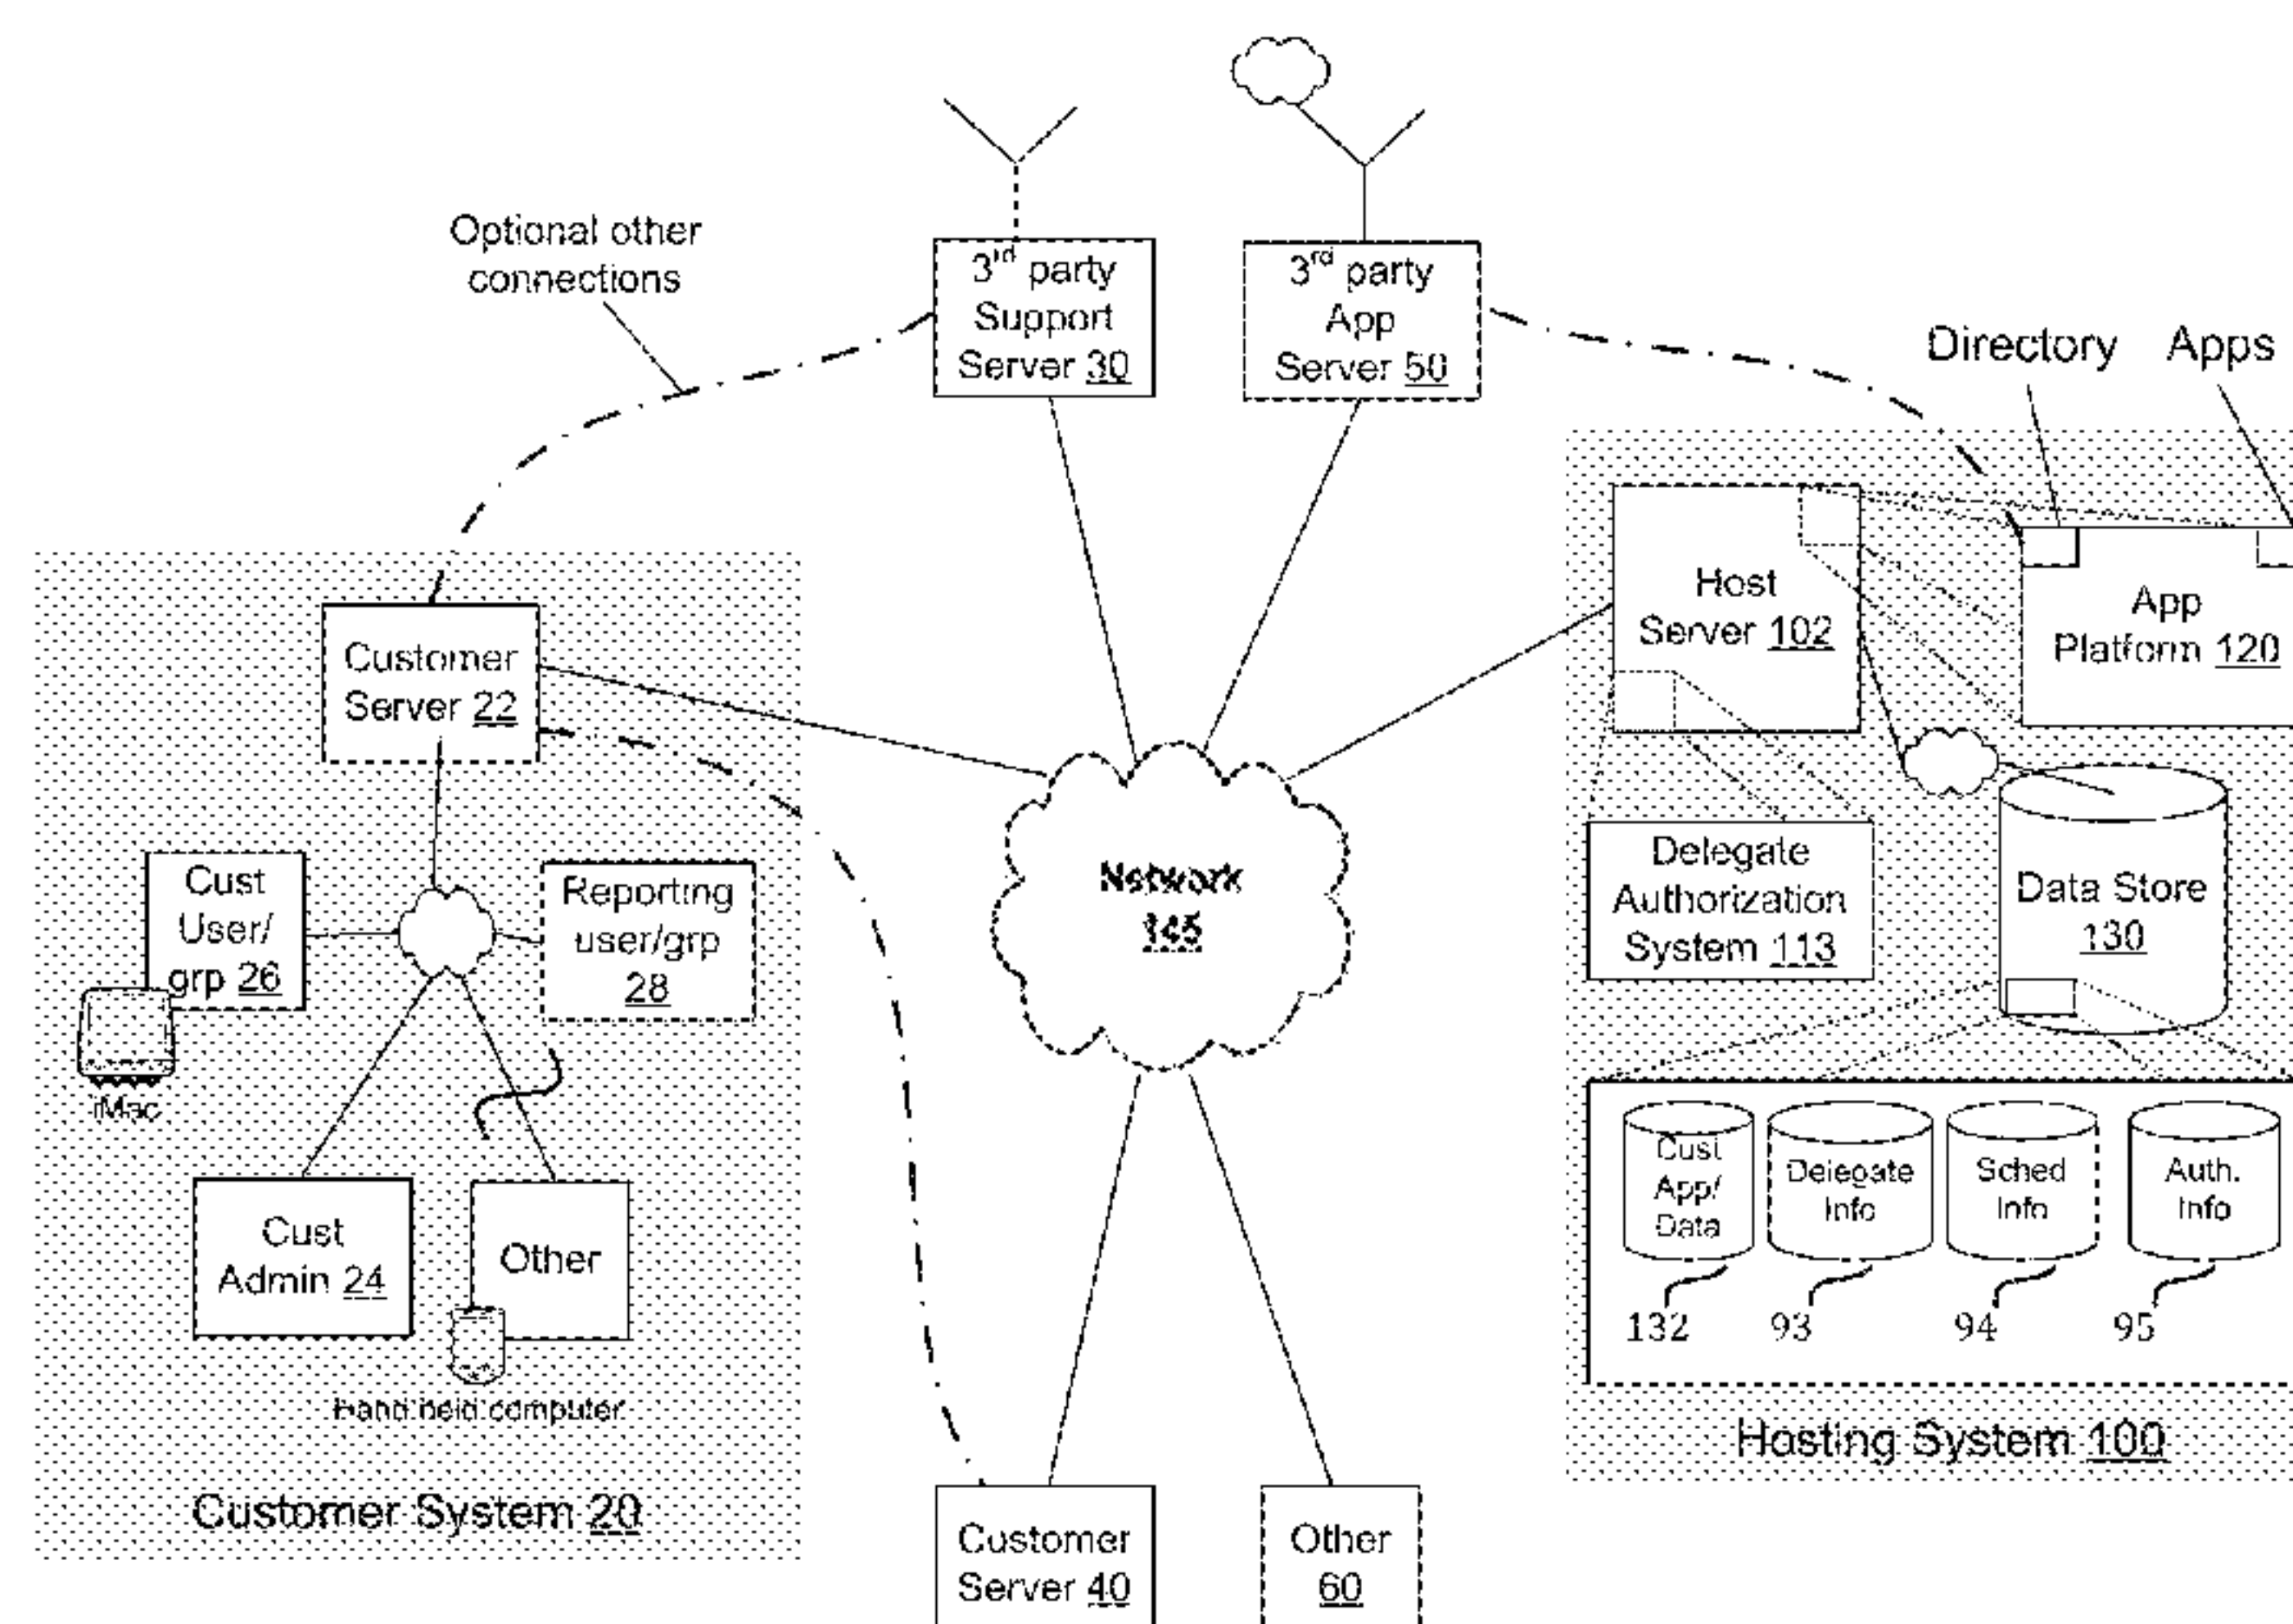 Optional other
connections
3rd party
Support
Server 30
3rd party
App
Server 50
Directory
Apps
Customer
Server 22
Host
Server 102
App
Platform 120
Cust
User/
grp 26
Reporting
user/grp
28
Network
145
Delegate
Authorization
System 113
Data Store
130
iMac
Cust
Admin 24
Other
Hand held computer
Cust
App/
Data
Delegate
Info
Sched
Info
Auth.
Info
132
93
94
95
Hosting System 100
Customer System 20
Customer
Server 40
Other
60